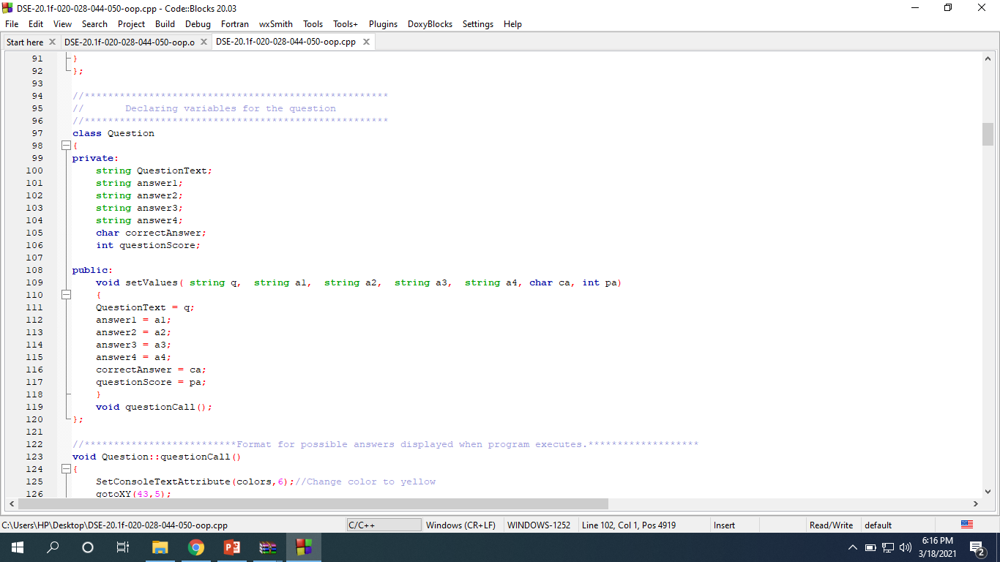 DSE-20.1f-020-028-044-050-oop.cpp - Code::Blocks 20.03
File Edit View Search Project Build Debug Fortran wxSmith Tools Tools+ Plugins DoxyBlocks Settings Help
Start here DSE-20.1f-020-028-044-050-oop.o DSE-20.1f-020-028-044-050-oop.cpp
91 }
92 };
93
94 //****************************************************
95 // Declaring variables for the question
96 //****************************************************
97 class Question
98 {
99 private:
100 string QuestionText;
101 string answer1;
102 string answer2;
103 string answer3;
104 string answer4;
105 char correctAnswer;
106 int questionScore;
107
108 public:
109 void setValues( string q, string a1, string a2, string a3, string a4, char ca, int pa)
110 {
111 QuestionText = q;
112 answer1 = a1;
113 answer2 = a2;
114 answer3 = a3;
115 answer4 = a4;
116 correctAnswer = ca;
117 questionScore = pa;
118 }
119 void questionCall();
120 };
121
122 //**************************Format for possible answers displayed when program executes.*******************
123 void Question::questionCall()
124 {
125 SetConsoleTextAttribute(colors,6);//Change color to yellow
126 gotoXY(43,5);
C:\Users\HP\Desktop\DSE-20.1f-020-028-044-050-oop.cpp C/C++ Windows (CR+LF) WINDOWS-1252 Line 102, Col 1, Pos 4919 Insert Read/Write default
6:16 PM
3/18/2021
2